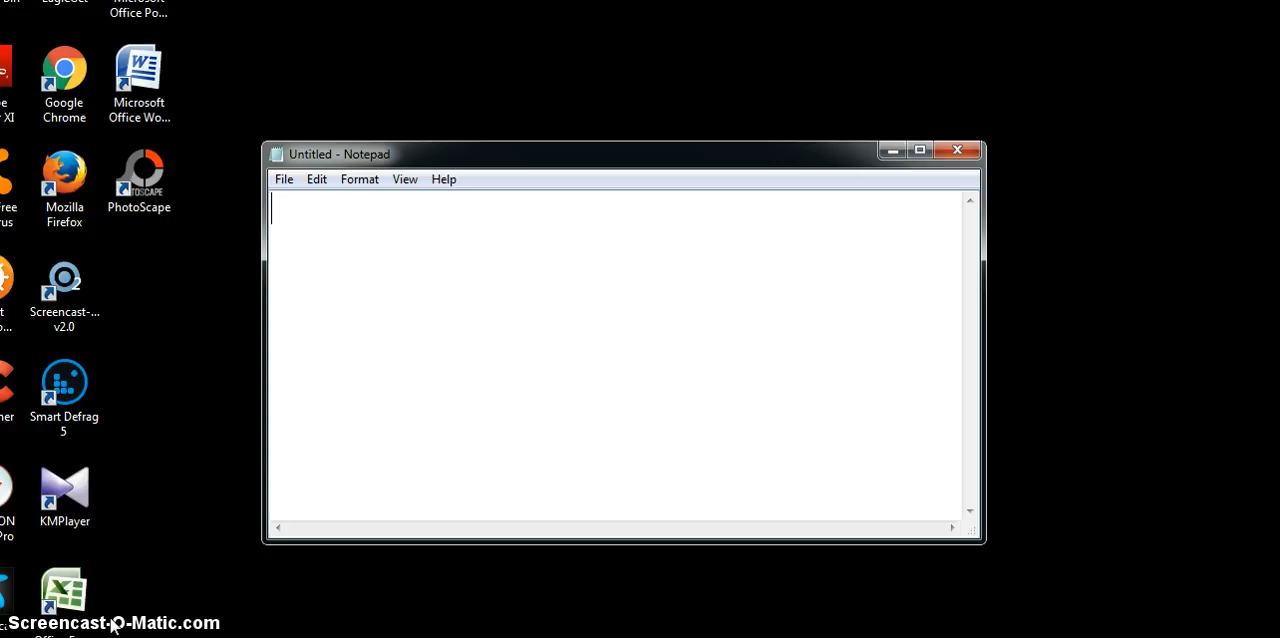 Microsoft
Office Po...
Google
Chrome
Microsoft
Office Wo...
Mozilla
Firefox
PhotoScape
Screencast-...
v2.0
Smart Defrag
5
KMPlayer
Untitled - Notepad
File Edit Format View Help
Screencast-O-Matic.com